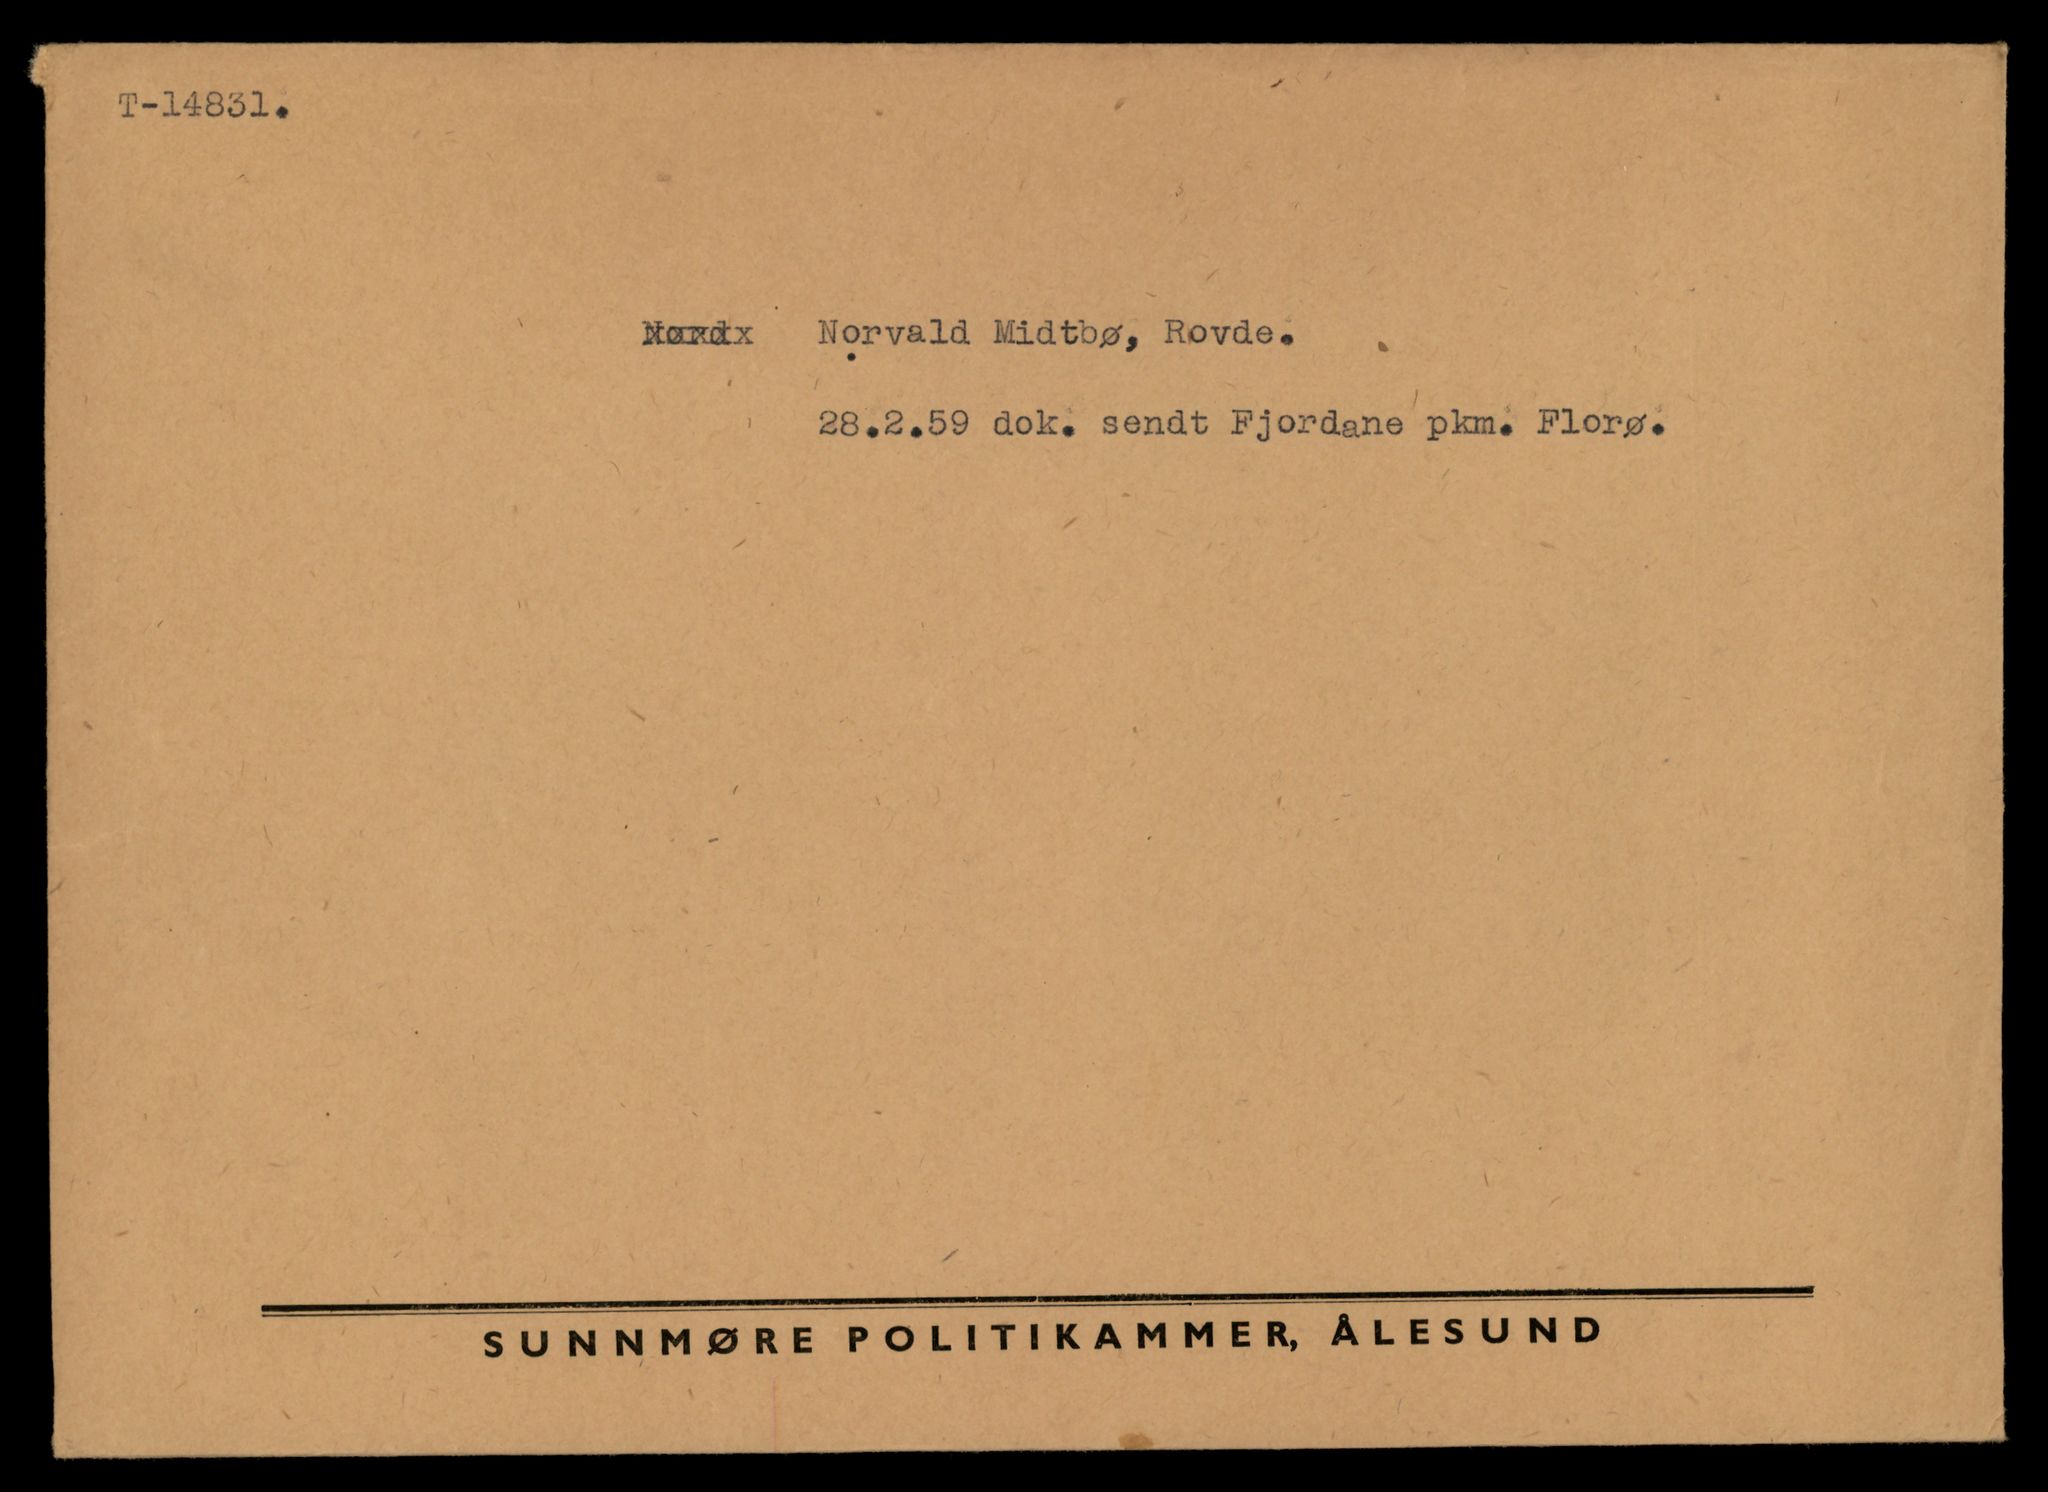 T-14831.
Norvald Midtbø, Rovde.
28.2.59 dok. sendt Fjordane pkm. Florø.
SUNNMØRE POLITIKAMMER, ÅLESUND